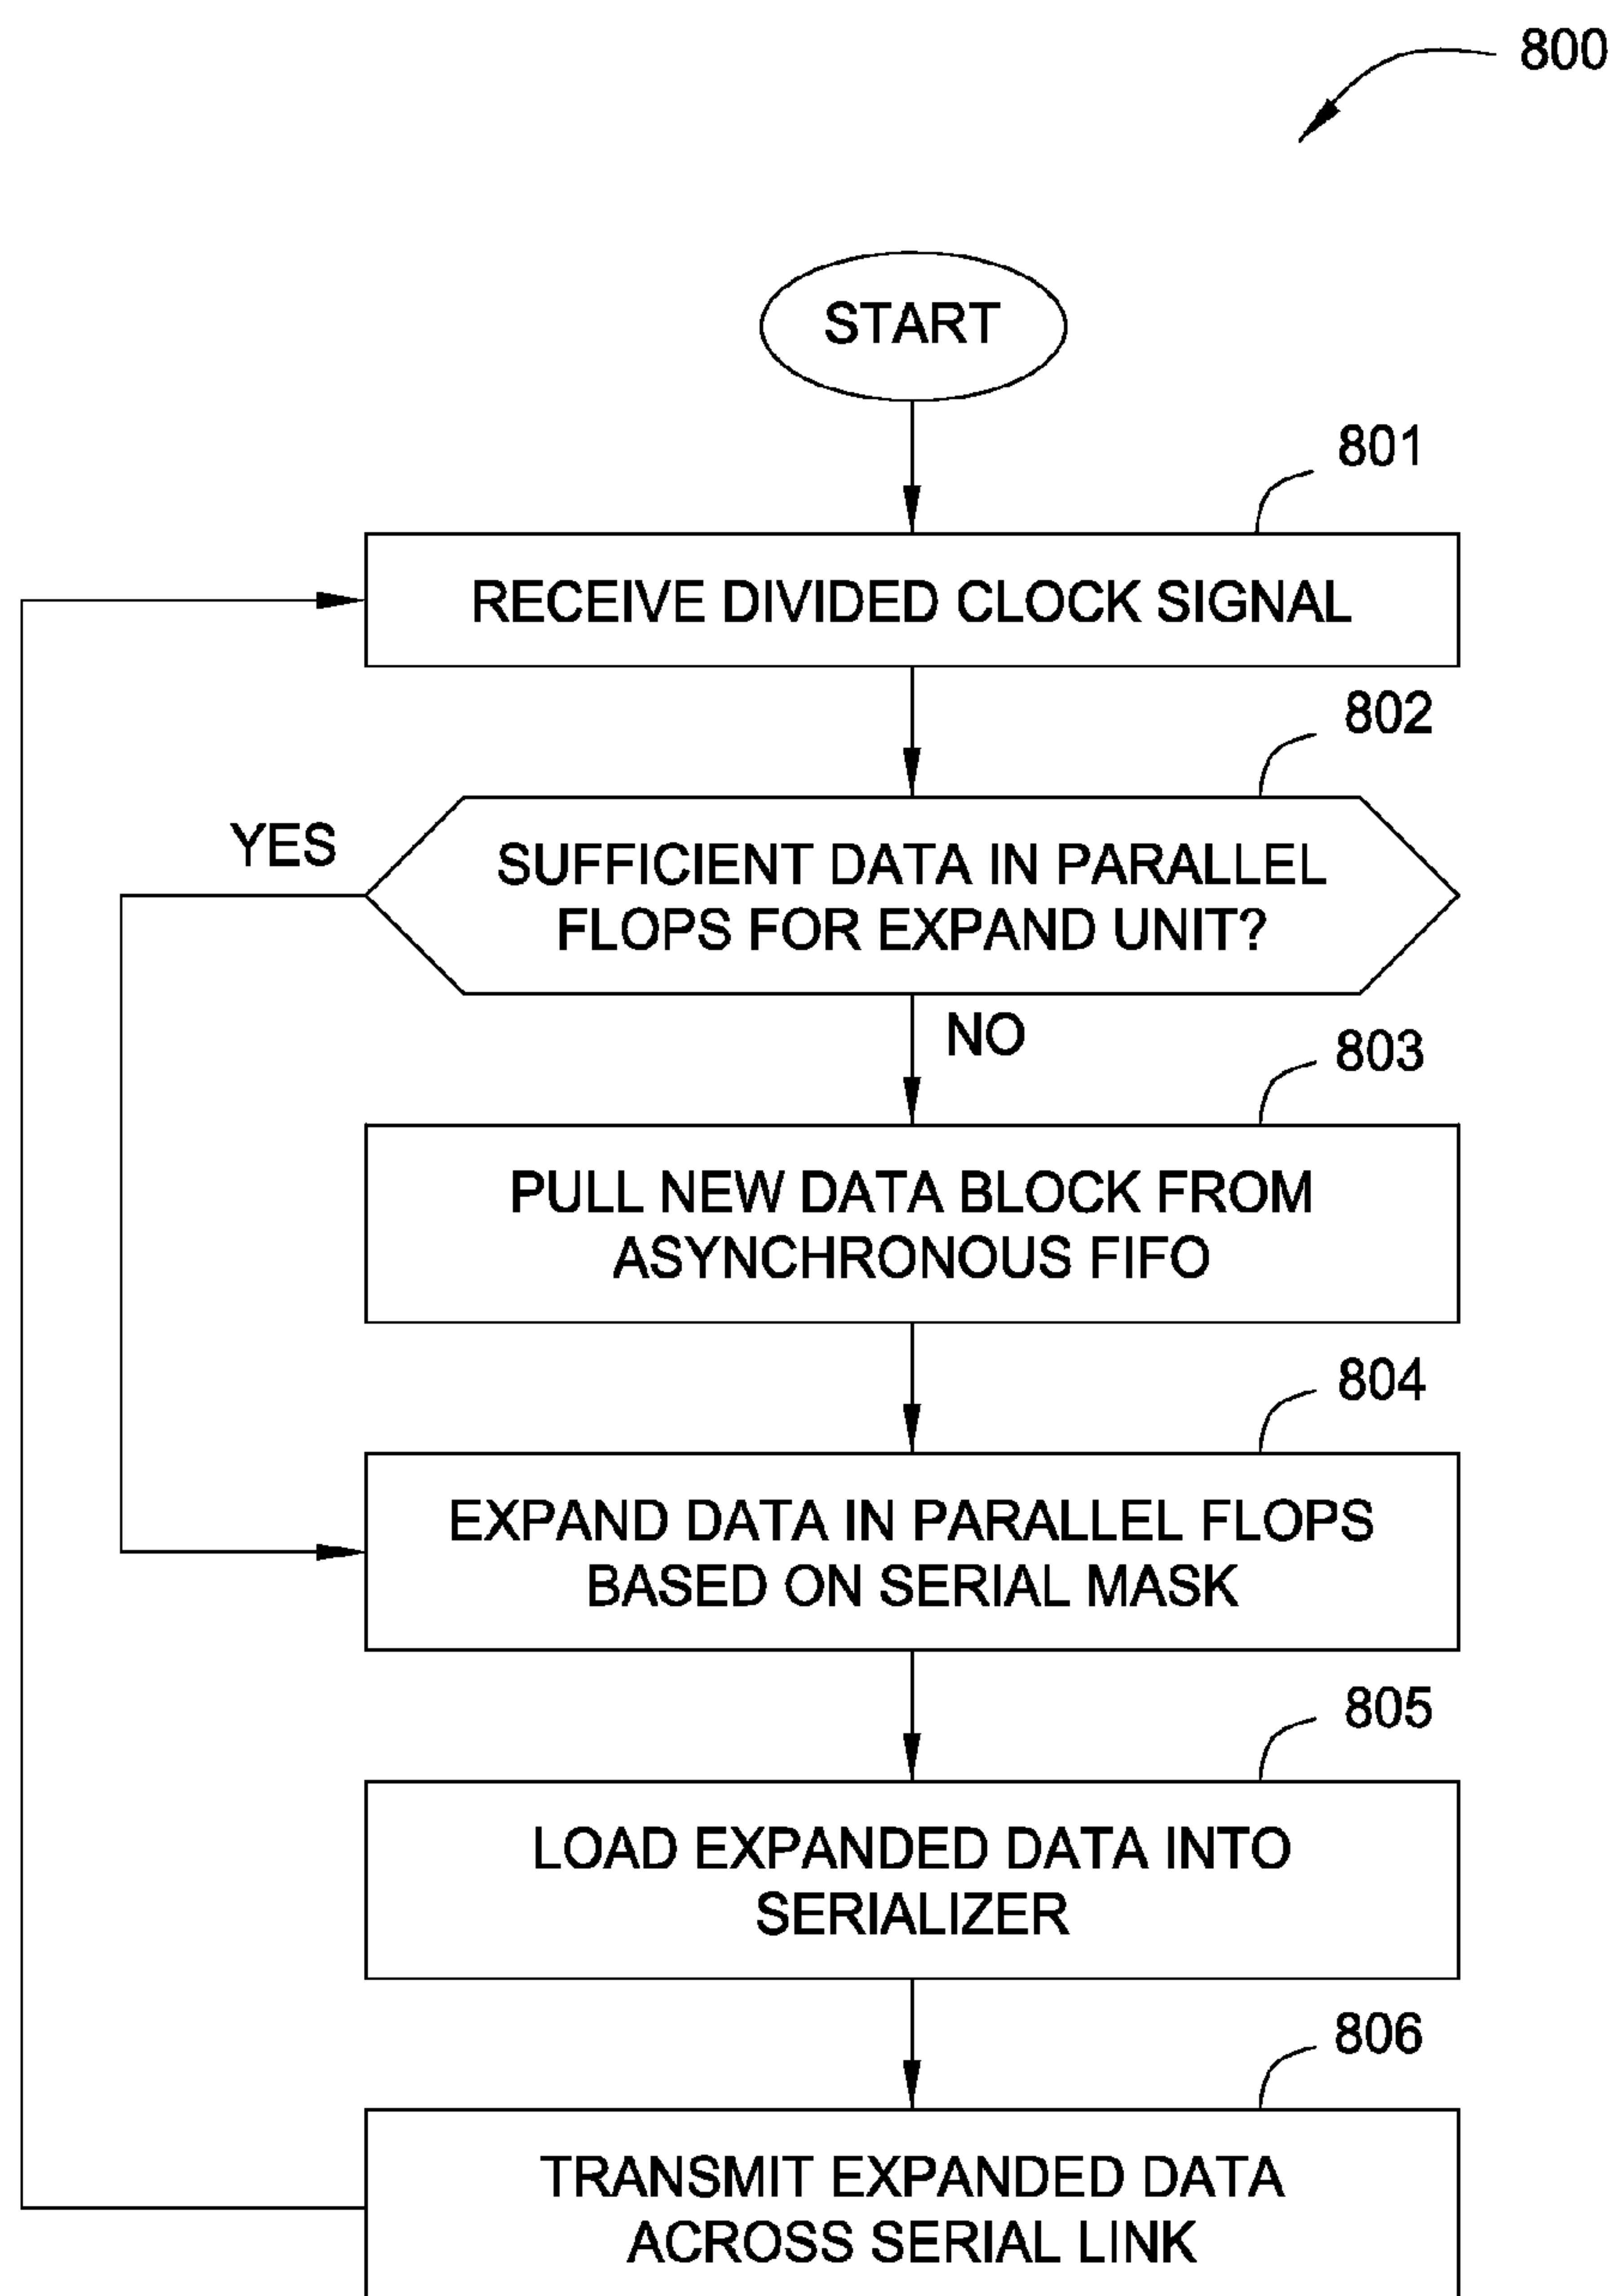 800
START
801
RECEIVE DIVIDED CLOCK SIGNAL
802
YES
SUFFICIENT DATA IN PARALLEL
FLOPS FOR EXPAND UNIT?
NO
803
PULL NEW DATA BLOCK FROM
ASYNCHRONOUS FIFO
804
EXPAND DATA IN PARALLEL FLOPS
BASED ON SERIAL MASK
805
LOAD EXPANDED DATA INTO
SERIALIZER
806
TRANSMIT EXPANDED DATA
ACROSS SERIAL LINK